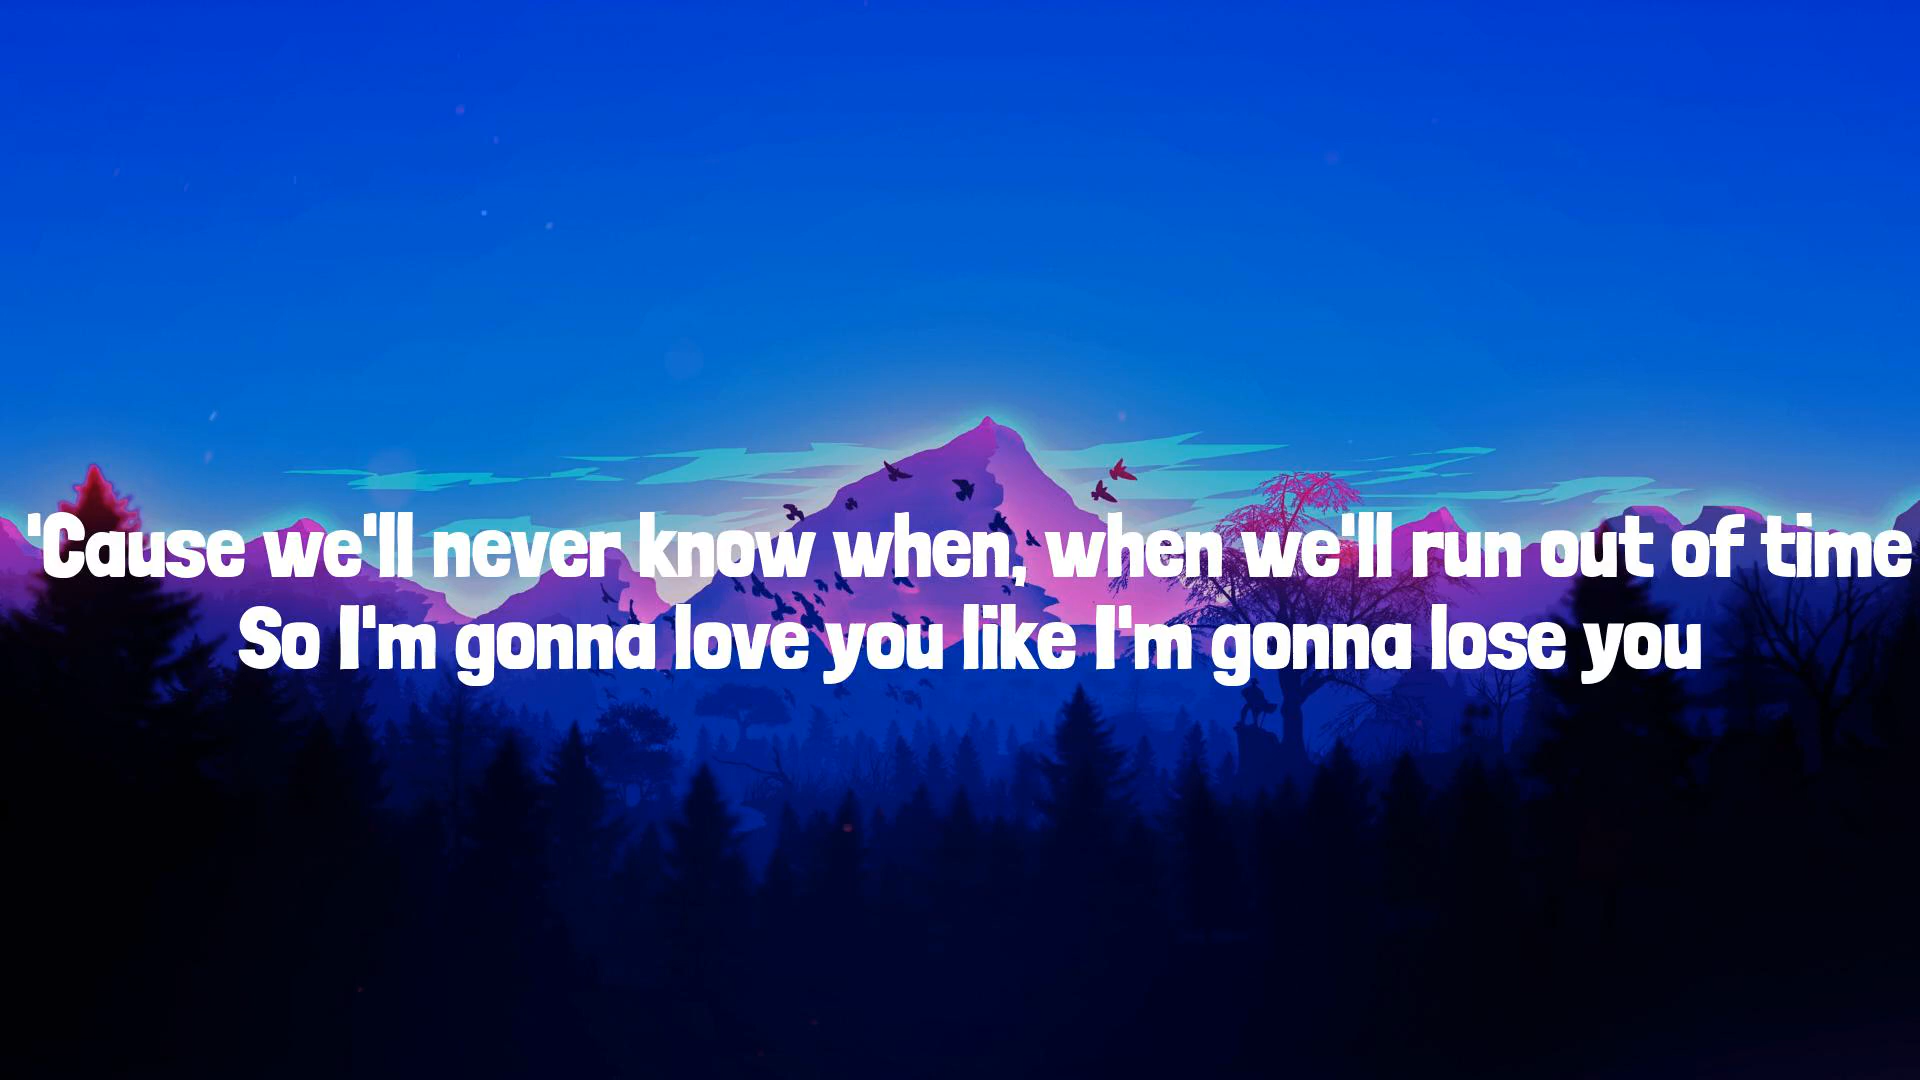 'Cause we'll never know when, when we'll run out of time
So I'm gonna love you like I'm gonna lose you